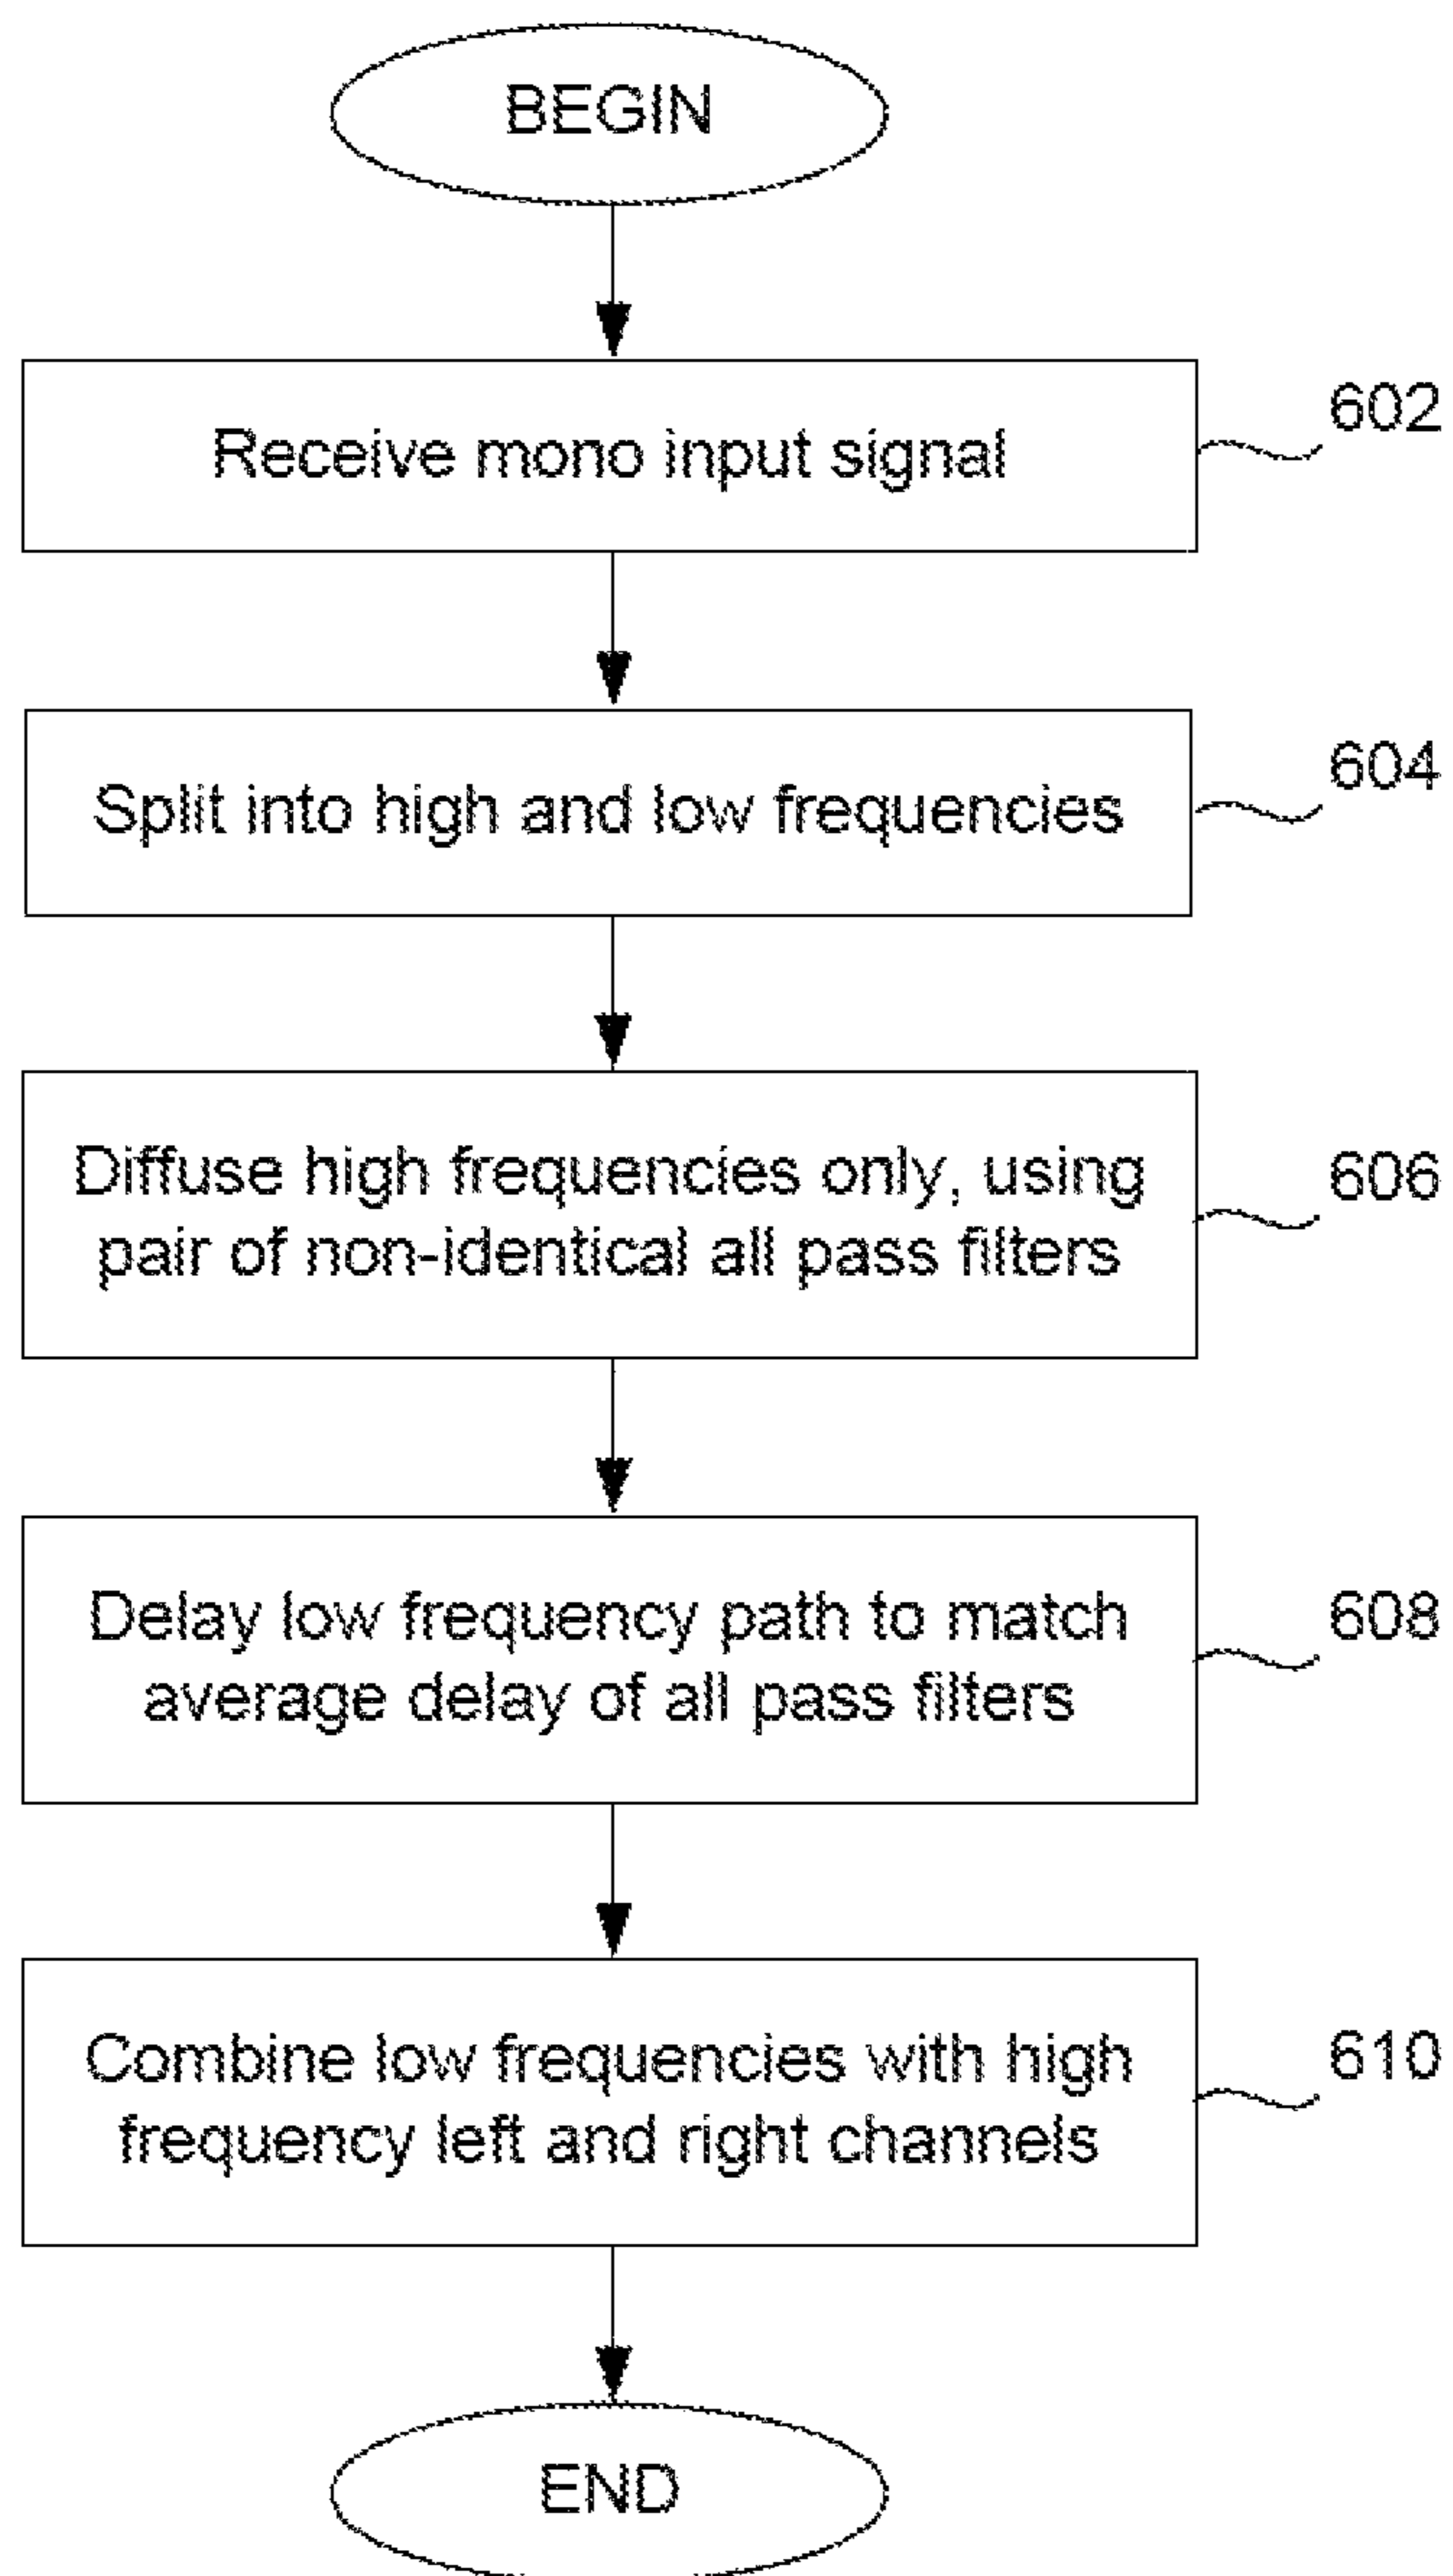 BEGIN
Receive mono input signal
602
Split into high and low frequencies
604
Diffuse high frequencies only, using
pair of non-identical all pass filters
606
Delay low frequency path to match
average delay of all pass filters
608
Combine low frequencies with high
frequency left and right channels
610
END